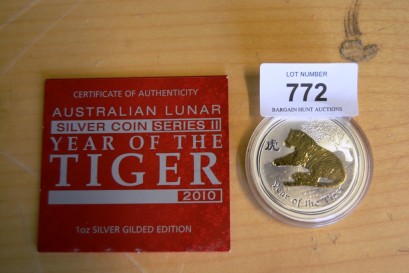 CERTIFICATE OF AUTHENTICITY
AUSTRALIAN LUNAR
SILVER COIN SERIES II
YEAR OF THE
TIGER
2010
1oz SILVER GILDED EDITION
LOT NUMBER
772
BARGAIN HUNT AUCTIONS
虎
Year of the Tiger